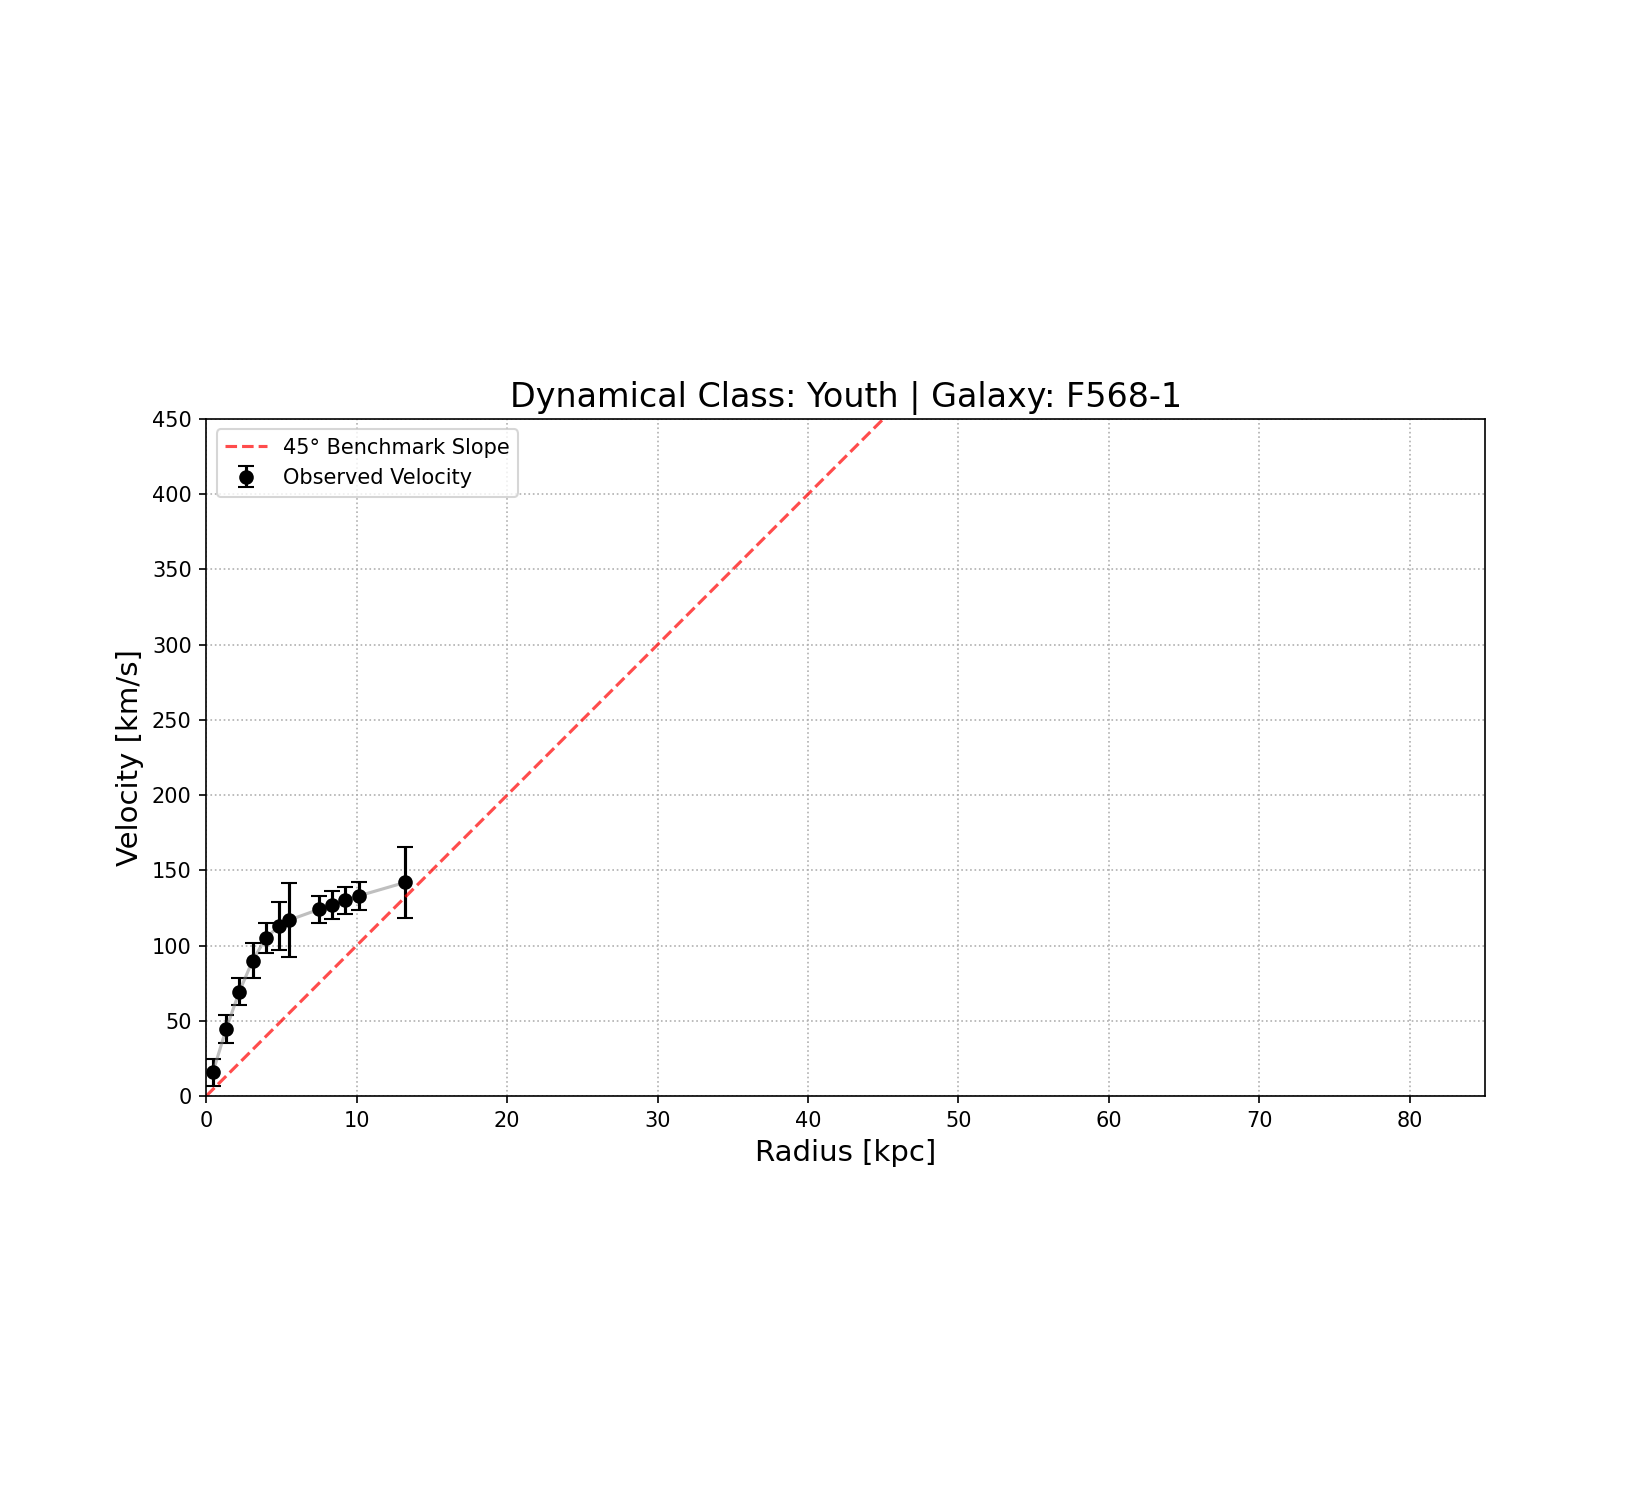 Dynamical Class: Youth | Galaxy: F568-1
45° Benchmark Slope
Observed Velocity
Velocity [km/s]
450
400
350
300
250
200
150
100
50
0
0 10 20 30 40 50 60 70 80
Radius [kpc]